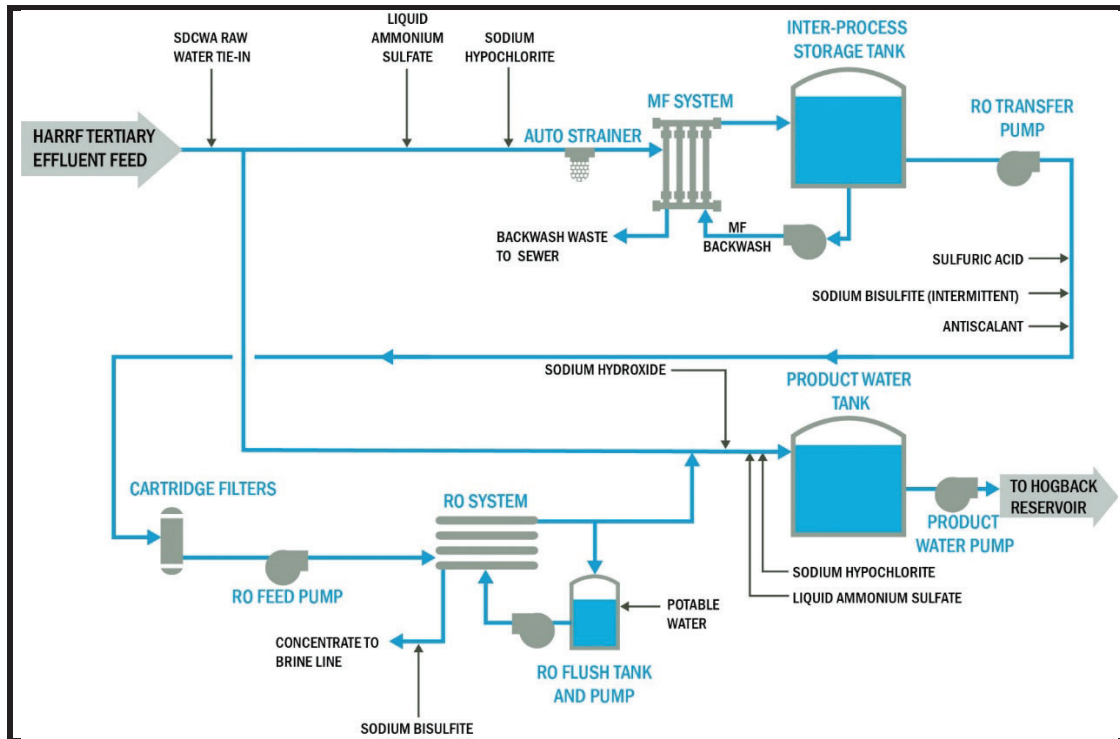 SDCWA RAW
WATER TIE-IN
LIQUID
AMMONIUM
SULFATE
SODIUM
HYPOCHLORITE
INTER-PROCESS
STORAGE TANK
HARRF TERTIARY
EFFLUENT FEED
AUTO STRAINER
MF SYSTEM
RO TRANSFER
PUMP
BACKWASH WASTE
TO SEWER
MF
BACKWASH
SULFURIC ACID
SODIUM BISULFITE (INTERMITTENT)
ANTISCALANT
SODIUM HYDROXIDE
PRODUCT WATER
TANK
CARTRIDGE FILTERS
RO SYSTEM
TO HOGBACK
RESERVOIR
PRODUCT
WATER PUMP
RO FEED PUMP
SODIUM HYPOCHLORITE
LIQUID AMMONIUM SULFATE
POTABLE
WATER
CONCENTRATE TO
BRINE LINE
RO FLUSH TANK
AND PUMP
SODIUM BISULFITE